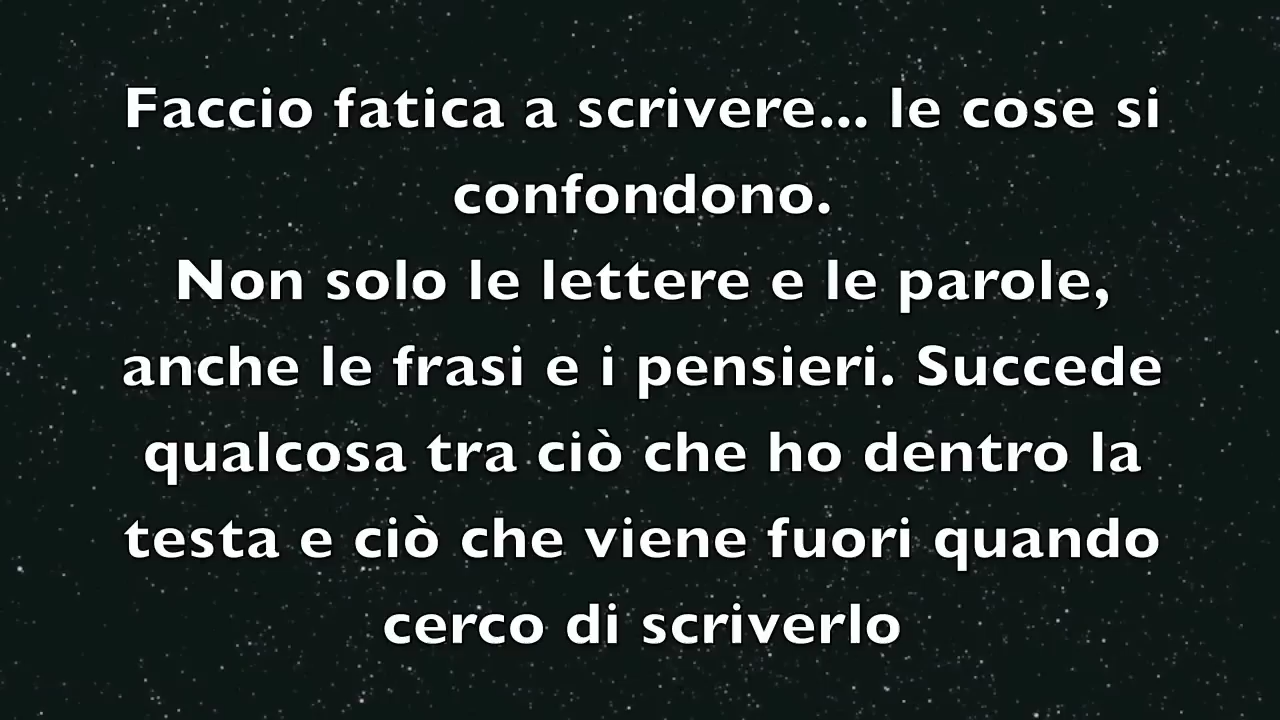 Faccio fatica a scrivere... le cose si
confondono.
Non solo le lettere e le parole,
anche le frasi e i pensieri. Succede
qualcosa tra ciò che ho dentro la
testa e ciò che viene fuori quando
cerco di scriverlo